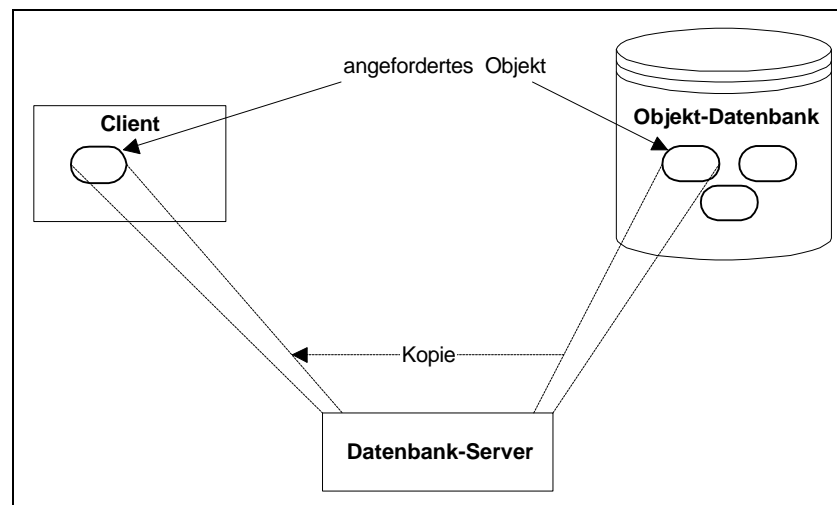 angefordertes Objekt
Client
Objekt-Datenbank
Kopie
Datenbank-Server